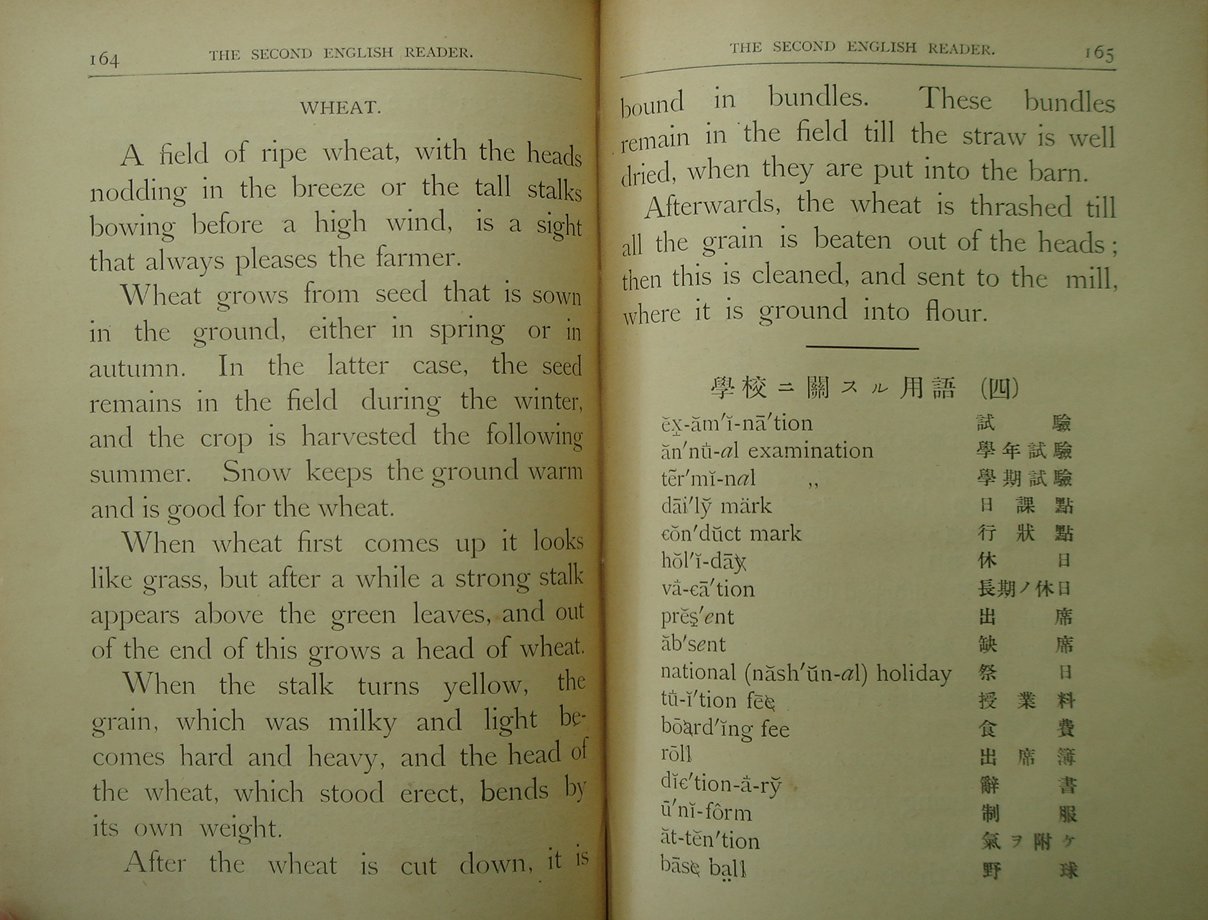 164 THE SECOND ENGLISH READER.
WHEAT.
A field of ripe wheat, with the heads
nodding in the breeze or the tall stalks
bowing before a high wind, is a sight
that always pleases the farmer.
Wheat grows from seed that is sown
in the ground, either in spring or in
autumn. In the latter case, the seed
remains in the field during the winter,
and the crop is harvested the following
summer. Snow keeps the ground warm
and is good for the wheat.
When wheat first comes up it looks
like grass, but after a while a strong stalk
appears above the green leaves, and out
of the end of this grows a head of wheat.
When the stalk turns yellow, the
grain, which was milky and light be-
comes hard and heavy, and the head of
the wheat, which stood erect, bends by
its own weight.
After the wheat is cut down, it is
THE SECOND ENGLISH READER. 165
bound in bundles. These bundles
remain in the field till the straw is well
dried, when they are put into the barn.
Afterwards, the wheat is thrashed till
all the grain is beaten out of the heads;
then this is cleaned, and sent to the mill,
where it is ground into flour.
學校ニ關スル用語 (四)
ĕx̱-ăm′ĭ-nā′tion 試驗
ăn′nū̇-al examination 學年試驗
tẽr′mĭ-nal ,, 學期試驗
dāi′lў märk 日課點
єŏn′dŭct mark 行狀點
hŏl′ĭ-dāy̷ 休日
vȧ-єā′tion 長期ノ休日
prĕs̱′ent 出席
ăb′sent 缺席
national (năsh′ŭn-al) holiday 祭日
tū̇-ĭ′tion fēe̷ 授業料
bōa̷rd′ĭng fee 食費
rōll 出席簿
dĭє′tion-ȧ-rў 辭書
ū′nĭ-fôrm 制服
ăt-tĕn′tion 氣ヲ附ケ
bāse̷ ba̤ll 野球